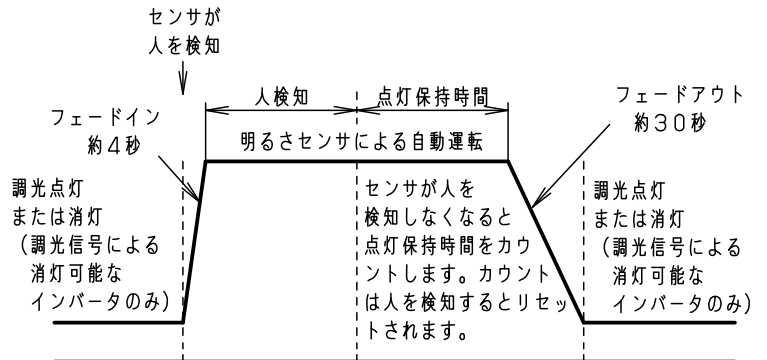 センサが
人を検知
フェードイン
約4秒
人検知
点灯保持時間
フェードアウト
約30秒
明るさセンサによる自動運転
調光点灯
または消灯
(調光信号による
消灯可能な
インバータのみ)
センサが人を
検知しなくなると
点灯保持時間をカウ
ントします。カウント
は人を検知するとリセッ
トされます。
調光点灯
または消灯
(調光信号による
消灯可能な
インバータのみ)